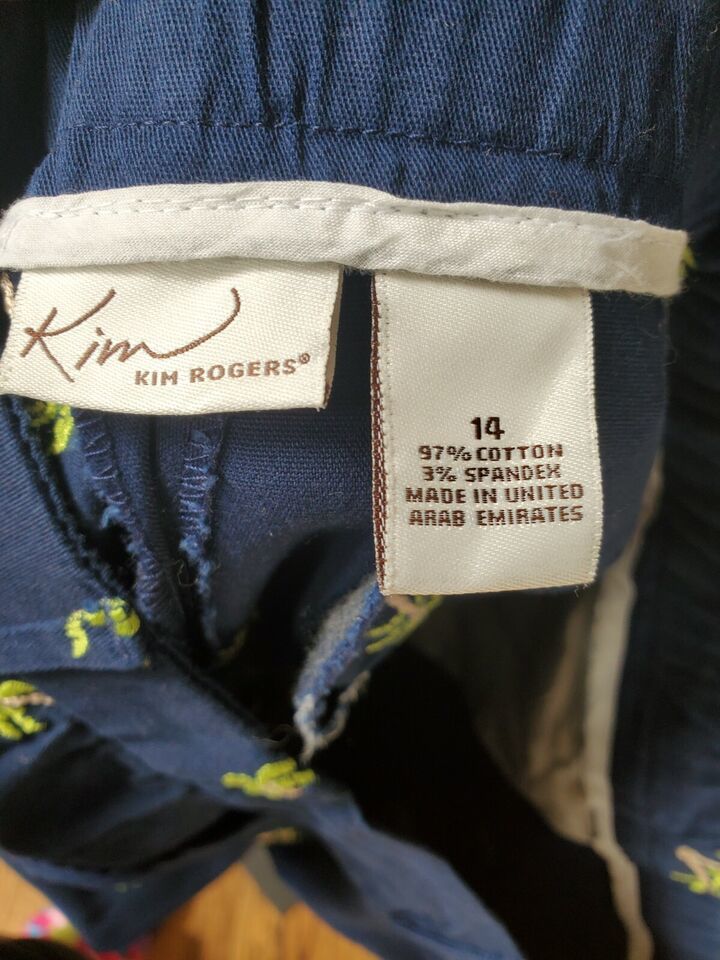 Kim
KIM ROGERS®
14
97% COTTON
3% SPANDEX
MADE IN UNITED
ARAB EMIRATES